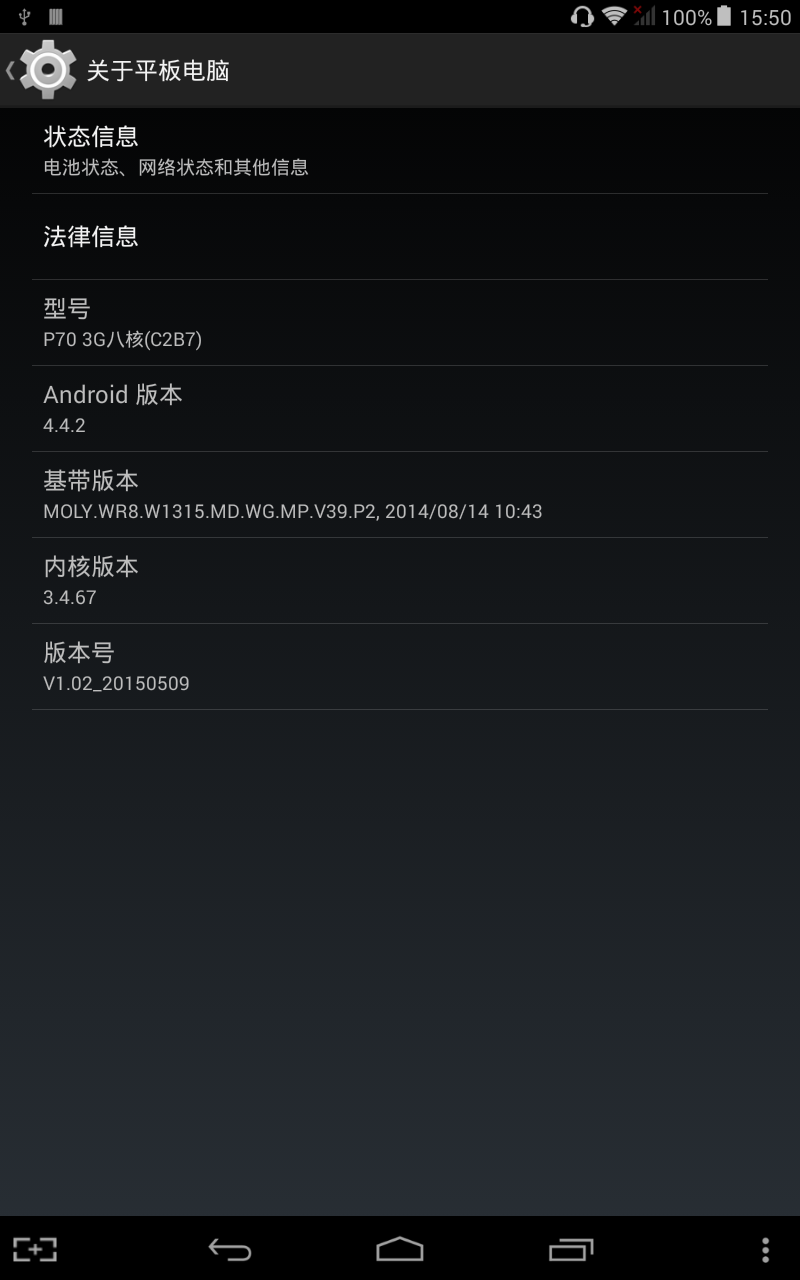 100% 15:50
关于平板电脑
状态信息
电池状态、网络状态和其他信息
法律信息
型号
P70 3G八核(C2B7)
Android 版本
4.4.2
基带版本
MOLY.WR8.W1315.MD.WG.MP.V39.P2, 2014/08/14 10:43
内核版本
3.4.67
版本号
V1.02_20150509